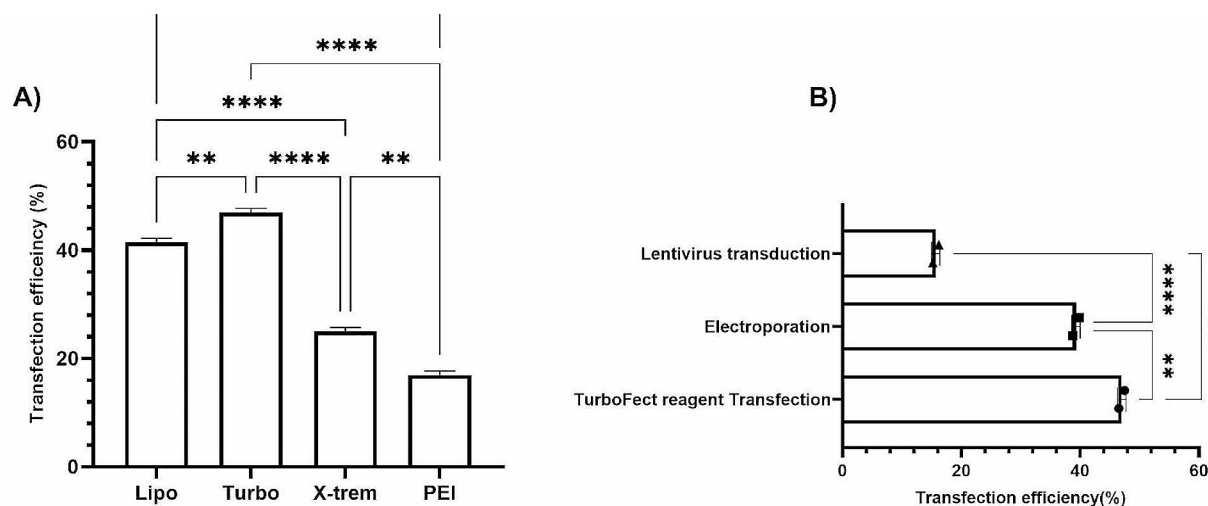 A)
****
****
** **** **
Transfection efficeincy (%)
60
40
20
0
Lipo Turbo X-trem PEI
B)
Lentivirus transduction
Electroporation
TurboFect reagent Transfection
****
**
0 20 40 60
Transfection efficiency(%)